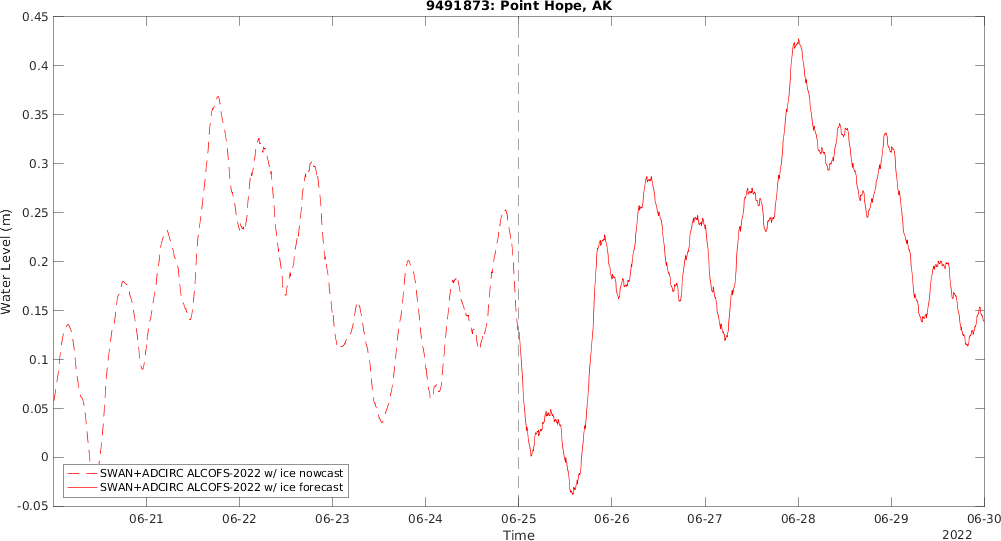 9491873: Point Hope, AK
0.45
0.4
0.35
0.3
0.25
0.2
0.15
0.1
0.05
0
-0.05
Water Level (m)
SWAN+ADCIRC ALCOFS-2022 w/ ice nowcast
SWAN+ADCIRC ALCOFS-2022 w/ ice forecast
06-21 06-22 06-23 06-24 06-25 06-26 06-27 06-28 06-29 06-30
Time
2022